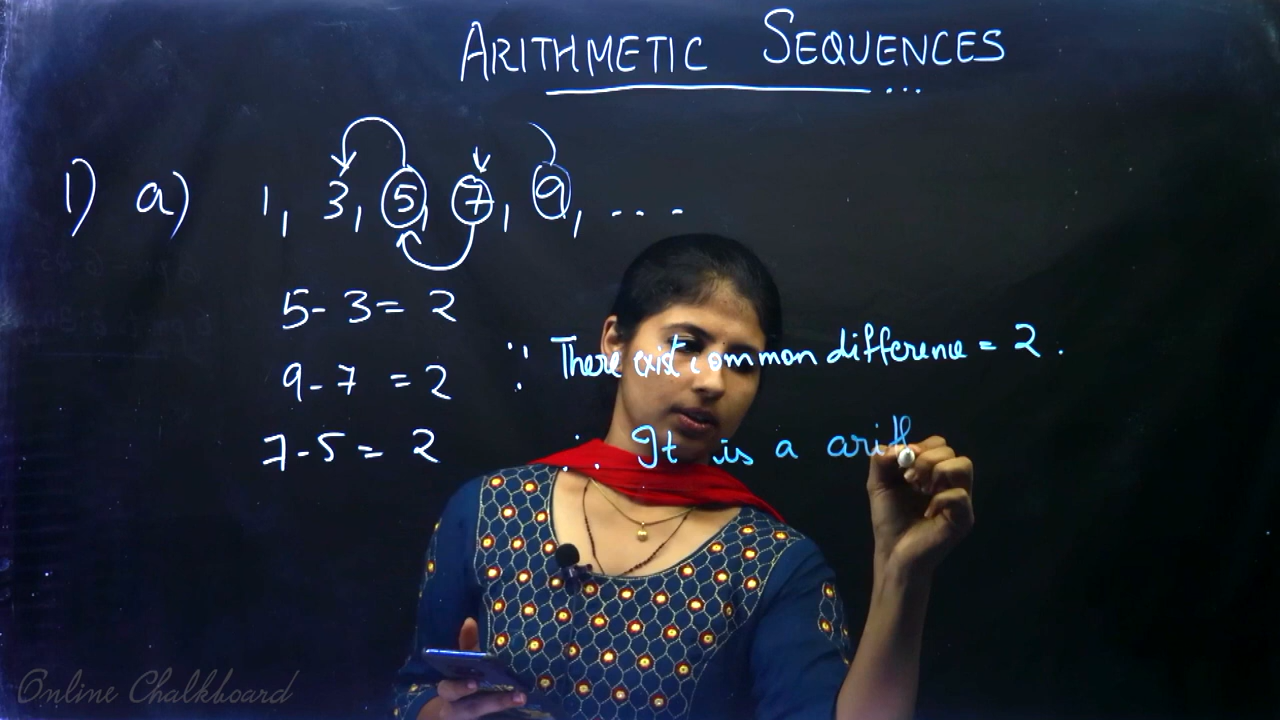 ARITHMETIC SEQUENCES ...
1) a) 1, 3, 5, 7, 9, ....
5-3= 2
9-7 =2
∵ There exist common difference = 2.
7-5= 2
∴ It is a arith
Online Chalkboard